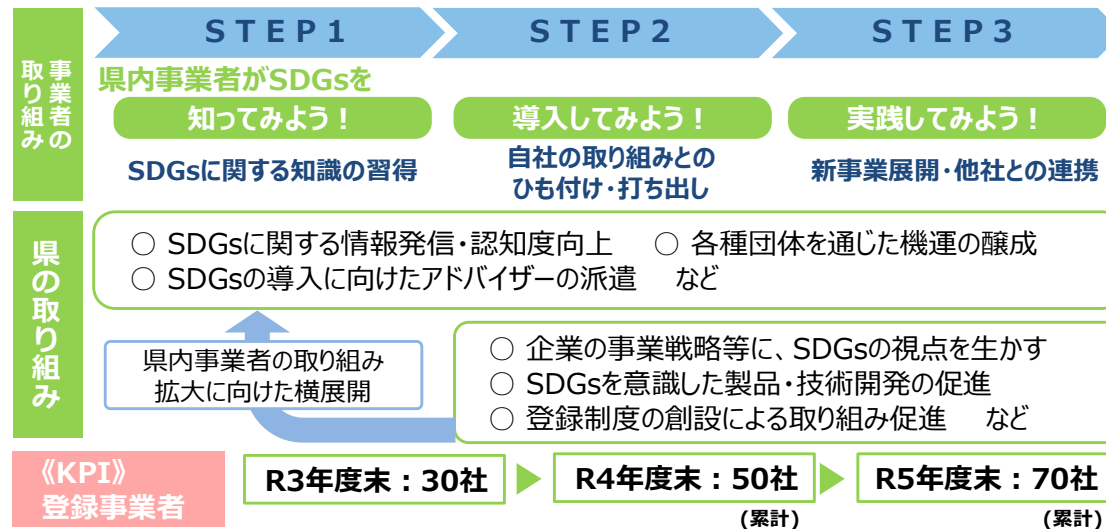 STEP1
STEP2
STEP3
事業者の
取り組み
県内事業者がSDGsを
知ってみよう！
導入してみよう！
実践してみよう！
SDGsに関する知識の習得
自社の取り組みとの
ひも付け・打ち出し
新事業展開・他社との連携
県の取り組み
○ SDGsに関する情報発信・認知度向上　○ 各種団体を通じた機運の醸成
○ SDGsの導入に向けたアドバイザーの派遣　など
県内事業者の取り組み
拡大に向けた横展開
○ 企業の事業戦略等に、SDGsの視点を生かす
○ SDGsを意識した製品・技術開発の促進
○ 登録制度の創設による取り組み促進　など
《KPI》
登録事業者
R3年度末：30社
R4年度末：50社
(累計)
R5年度末：70社
(累計)